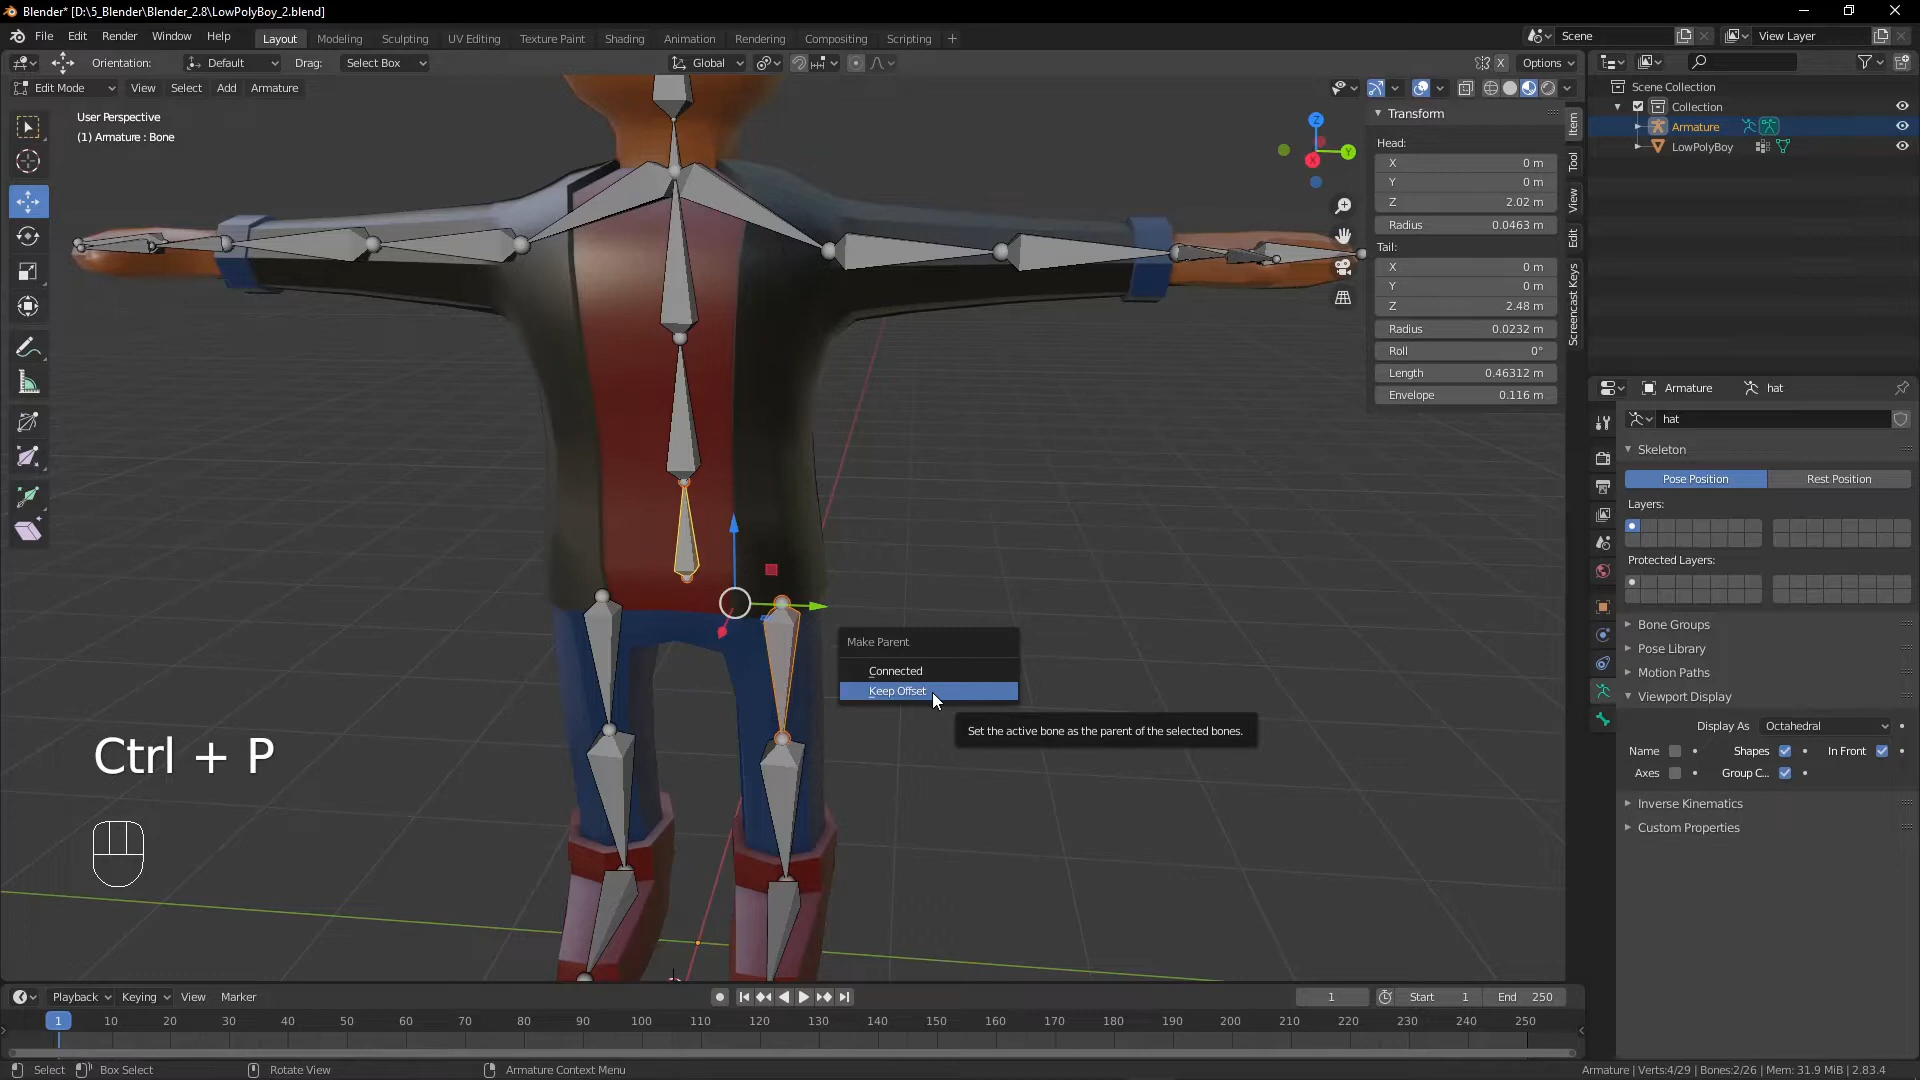 Blender* [D:\5_Blender\Blender_2.8\LowPolyBoy_2.blend]
File Edit Render Window Help
Layout Modeling Sculpting UV Editing Texture Paint Shading Animation Rendering Compositing Scripting +
Scene
View Layer
Orientation: Default Drag: Select Box
Global
X Options
Edit Mode View Select Add Armature
User Perspective
(1) Armature : Bone
Scene Collection
Collection
Armature
LowPolyBoy
Z
Y
X
Transform
Head:
X 0 m
Y 0 m
Z 2.02 m
Radius 0.0463 m
Tail:
X 0 m
Y 0 m
Z 2.48 m
Radius 0.0232 m
Roll 0°
Length 0.46312 m
Envelope 0.116 m
Item
Tool
View
Edit
Screencast Keys
Armature hat
hat
Skeleton
Pose Position Rest Position
Layers:
Protected Layers:
Bone Groups
Pose Library
Motion Paths
Viewport Display
Display As Octahedral
Name Shapes In Front
Axes Group C...
Inverse Kinematics
Custom Properties
Make Parent
Connected
Keep Offset
Set the active bone as the parent of the selected bones.
Ctrl + P
Playback Keying View Marker
1 Start 1 End 250
1 10 20 30 40 50 60 70 80 90 100 110 120 130 140 150 160 170 180 190 200 210 220 230 240 250
Select Box Select Rotate View Armature Context Menu
Armature | Verts:4/29 | Bones:2/26 | Mem: 31.9 MiB | 2.83.4